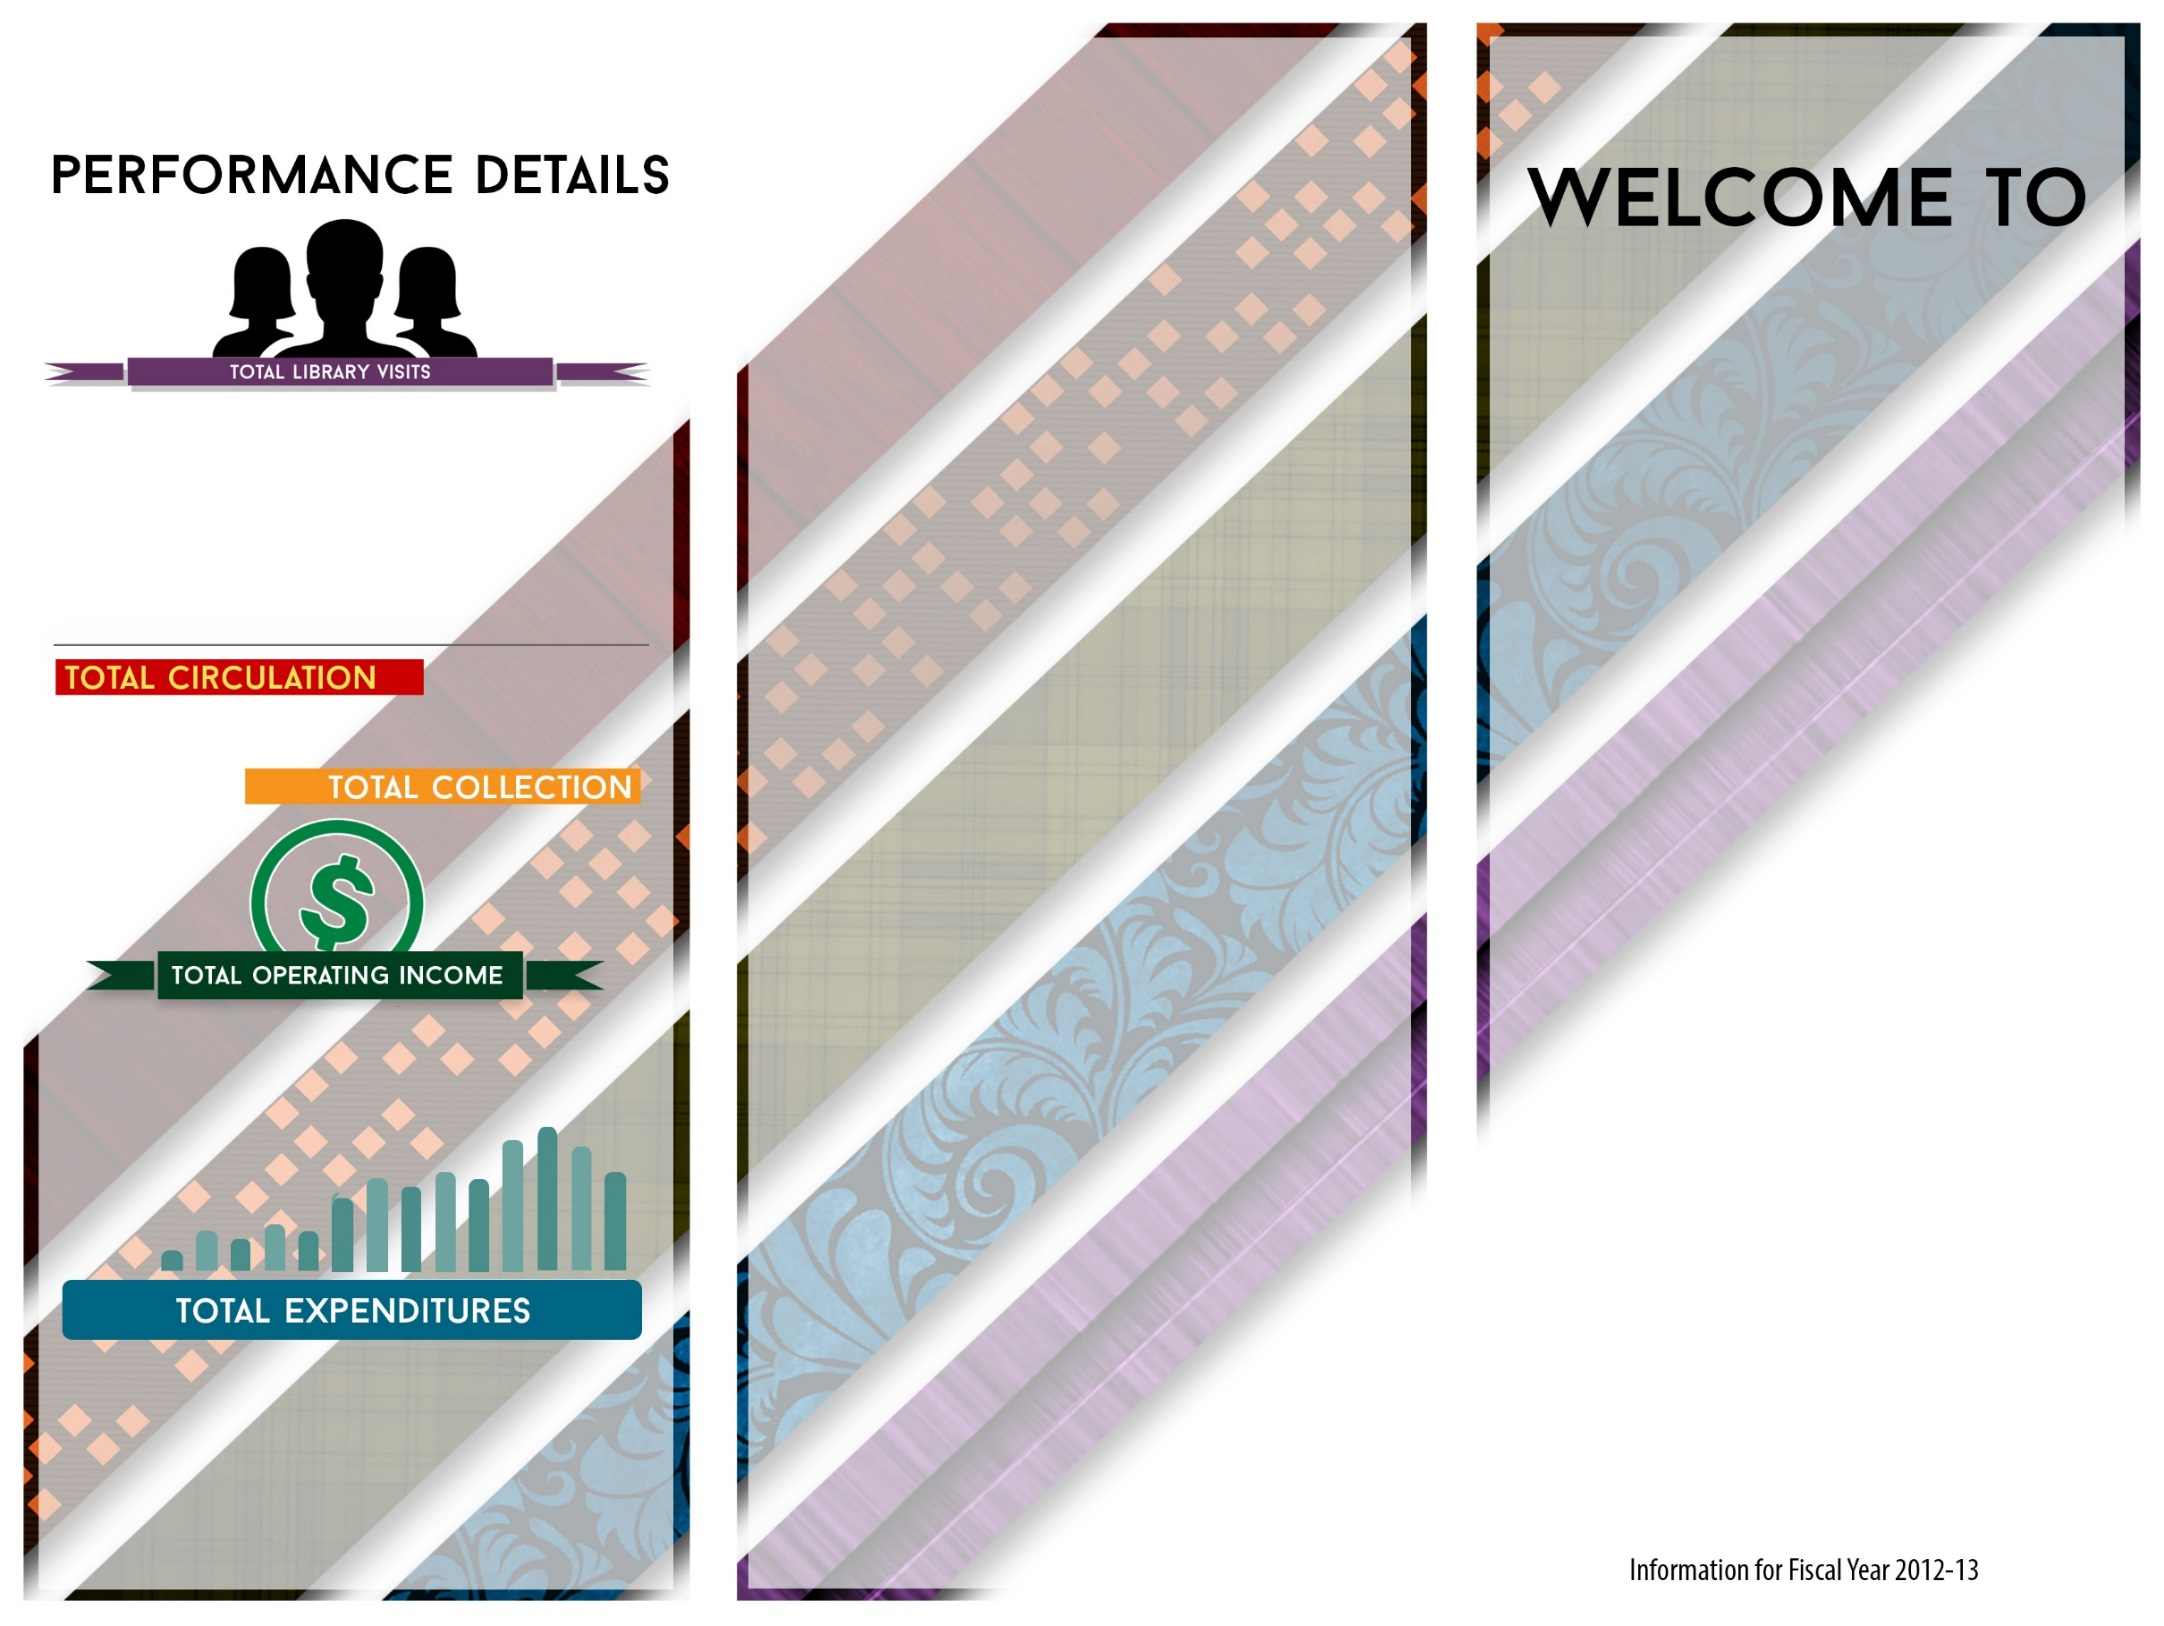 PERFORMANCE DETAILS
TOTAL LIBRARY VISITS
TOTAL CIRCULATION
TOTAL COLLECTION
$
TOTAL OPERATING INCOME
TOTAL EXPENDITURES
WELCOME TO
Information for Fiscal Year 2012-13